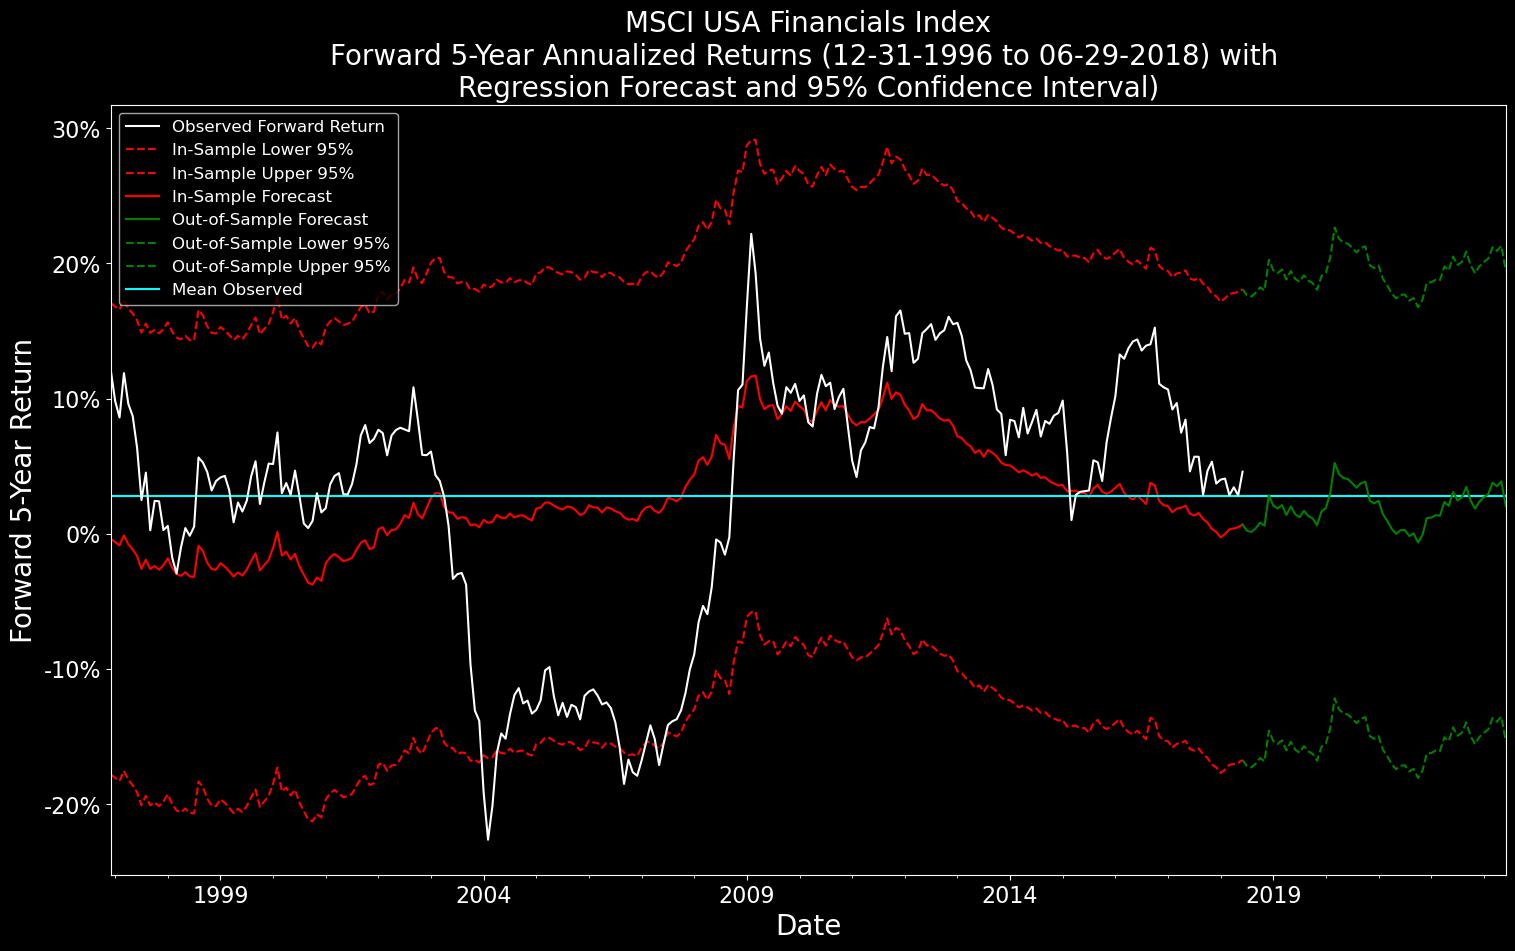 MSCI USA Financials Index
Forward 5-Year Annualized Returns (12-31-1996 to 06-29-2018) with
Regression Forecast and 95% Confidence Interval)
Observed Forward Return
In-Sample Lower 95%
In-Sample Upper 95%
In-Sample Forecast
Out-of-Sample Forecast
Out-of-Sample Lower 95%
Out-of-Sample Upper 95%
Mean Observed
30%
20%
10%
0%
-10%
-20%
Forward 5-Year Return
1999
2004
2009
2014
2019
Date